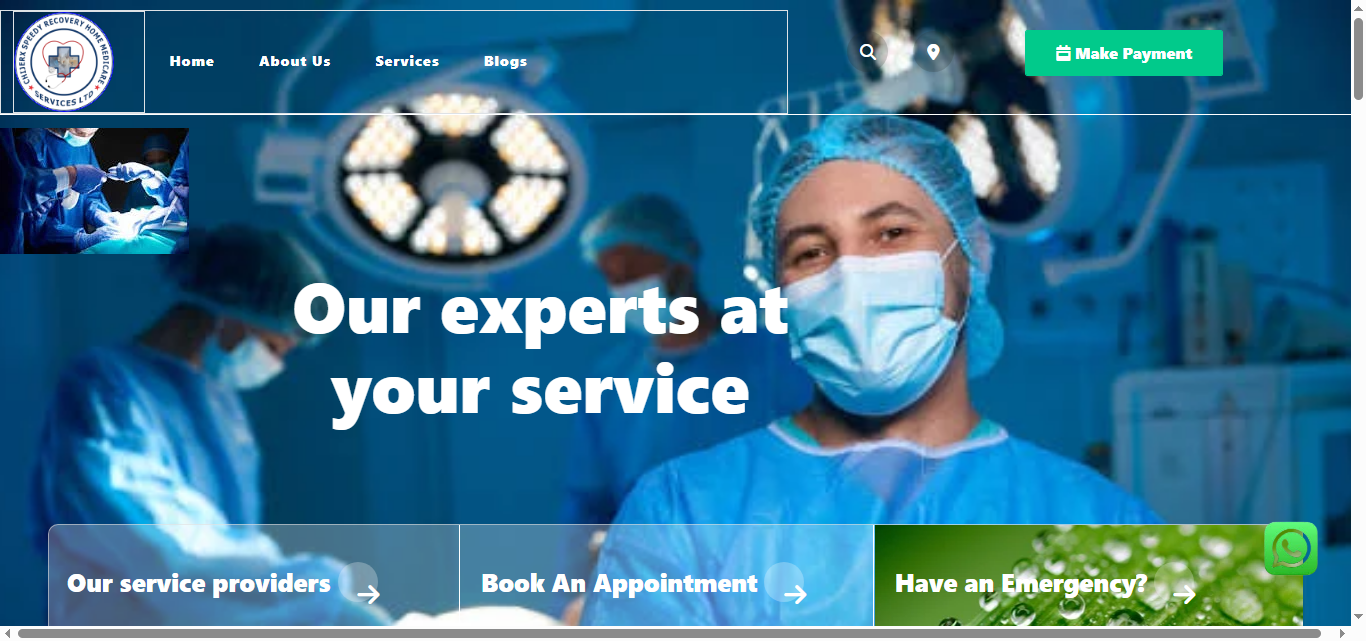 CHIJERX SPEEDY RECOVERY HOME MEDICARE
SERVICES LTD
Home
About Us
Services
Blogs
Make Payment
Our experts at
your service
Our service providers
Book An Appointment
Have an Emergency?